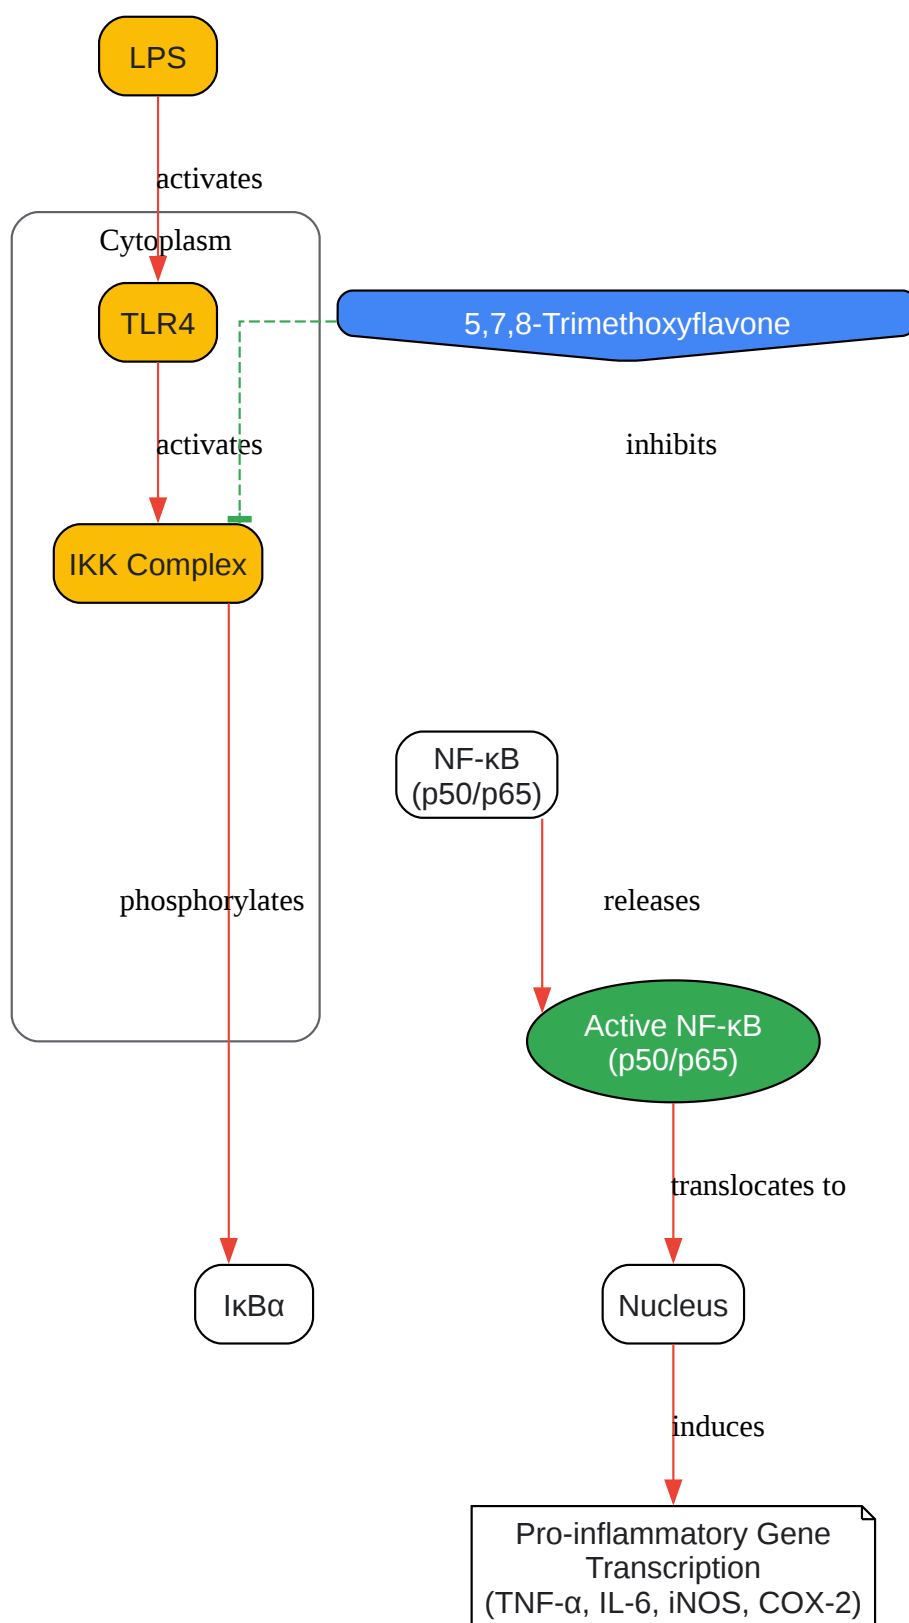 LPS
activates
Cytoplasm
TLR4
5,7,8-Trimethoxyflavone
activates
inhibits
IKK Complex
NF-κB
(p50/p65)
phosphorylates
releases
Active NF-κB
(p50/p65)
translocates to
IκBα
Nucleus
induces
Pro-inflammatory Gene
Transcription
(TNF-α, IL-6, iNOS, COX-2)